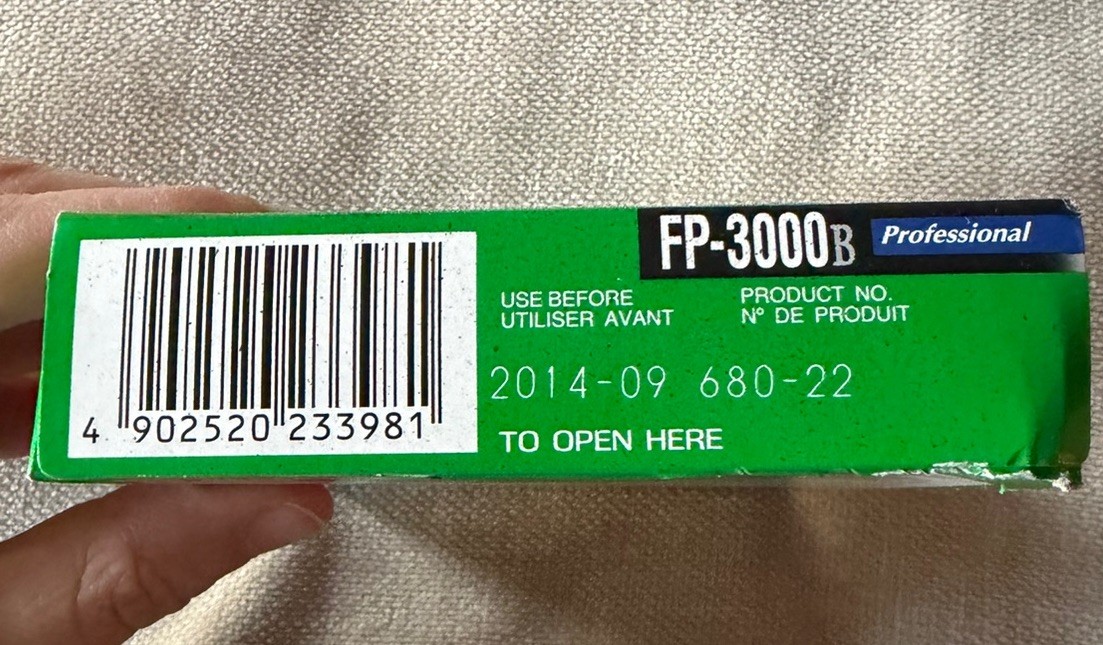 FP-3000B Professional
USE BEFORE
UTILISER AVANT
PRODUCT NO.
Nº DE PRODUIT
2014-09 680-22
TO OPEN HERE
4 902520 233981